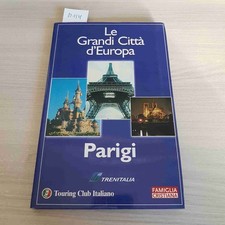 Le
Grandi Città
d'Europa
Parigi
TRENITALIA
Touring Club Italiano
FAMIGLIA
CRISTIANA